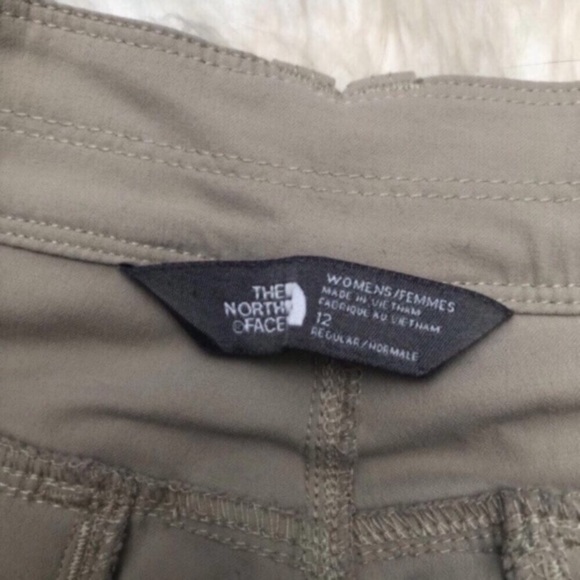 THE
NORTH
FACE
WOMENS/FEMMES
MADE IN VIETNAM
FABRIQUE AU VIETNAM
12
REGULAR/NORMALE